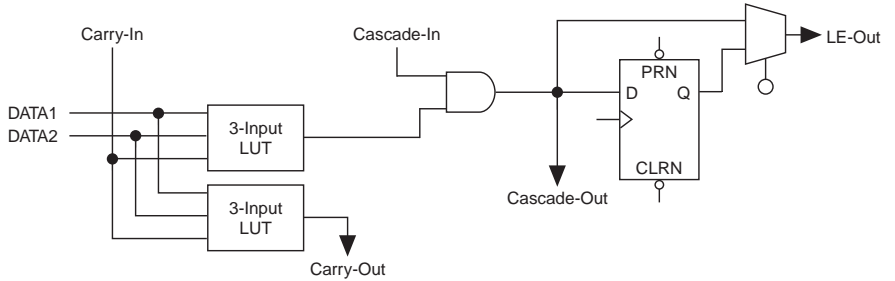 Carry-In
Cascade-In
LE-Out
PRN
DATA1
D
Q
DATA2
3-Input
LUT
CLRN
Cascade-Out
3-Input
LUT
Carry-Out